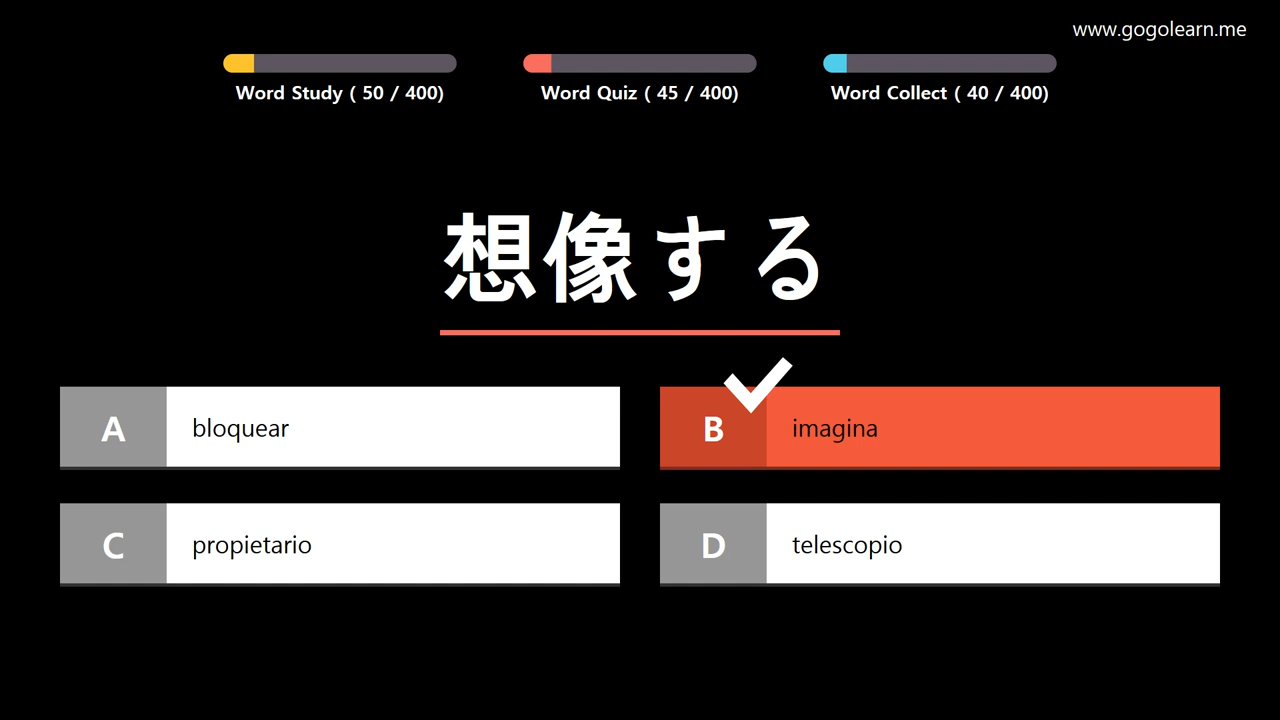 www.gogolearn.me
Word Study ( 50 / 400)
Word Quiz ( 45 / 400)
Word Collect ( 40 / 400)
想像する
A bloquear
B imagina
C propietario
D telescopio